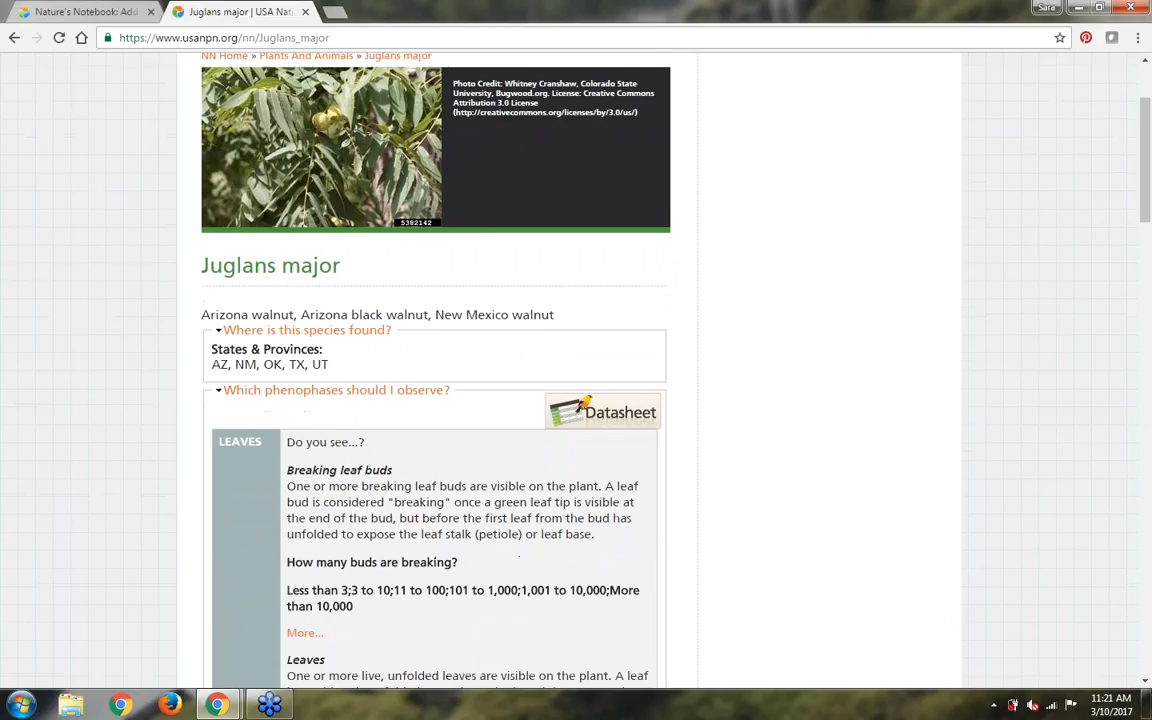 Nature's Notebook: Add
Juglans major | USA Nati
Sara
https://www.usanpn.org/nn/Juglans_major
NN Home » Plants And Animals » Juglans major
Photo Credit: Whitney Cranshaw, Colorado State
University, Bugwood.org. License: Creative Commons
Attribution 3.0 License
(http://creativecommons.org/licenses/by/3.0/us/)
5382142
Juglans major
Arizona walnut, Arizona black walnut, New Mexico walnut
Where is this species found?
States & Provinces:
AZ, NM, OK, TX, UT
Which phenophases should I observe?
Datasheet
LEAVES
Do you see...?
Breaking leaf buds
One or more breaking leaf buds are visible on the plant. A leaf
bud is considered "breaking" once a green leaf tip is visible at
the end of the bud, but before the first leaf from the bud has
unfolded to expose the leaf stalk (petiole) or leaf base.
How many buds are breaking?
Less than 3;3 to 10;11 to 100;101 to 1,000;1,001 to 10,000;More
than 10,000
More...
Leaves
One or more live, unfolded leaves are visible on the plant. A leaf
11:21 AM
3/10/2017